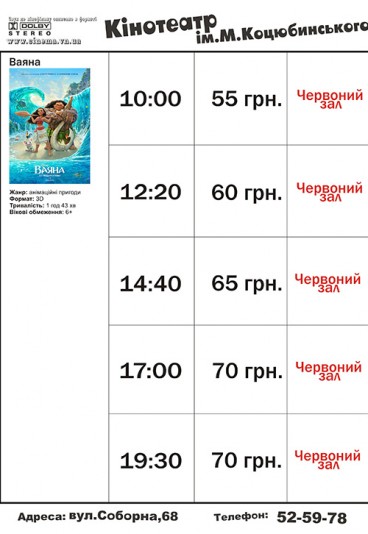 DOLBY
STEREO
www.cinema.vn.ua
Кінотеатр
ім.М.Коцюбинського
Ваяна
ВАЯНА
Жанр: анімаційні пригоди
Формат: 3D
Тривалість: 1 год 43 хв
Вікові обмеження: 6+
10:00 55 грн. Червоний зал
12:20 60 грн. Червоний зал
14:40 65 грн. Червоний зал
17:00 70 грн. Червоний зал
19:30 70 грн. Червоний зал
Адреса: вул.Соборна,68 Телефон: 52-59-78